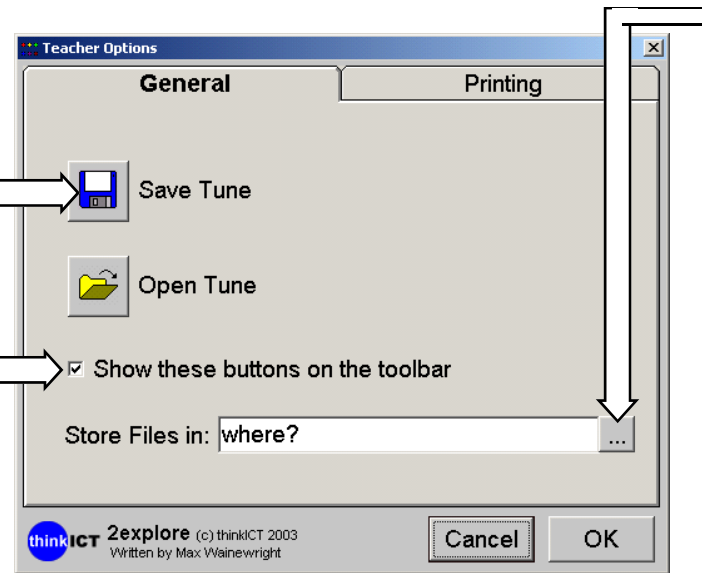 Teacher Options
General Printing
Save Tune
Open Tune
Show these buttons on the toolbar
Store Files in: where? ...
thinkICT 2explore (c) thinkICT 2003
Written by Max Wainewright
Cancel OK